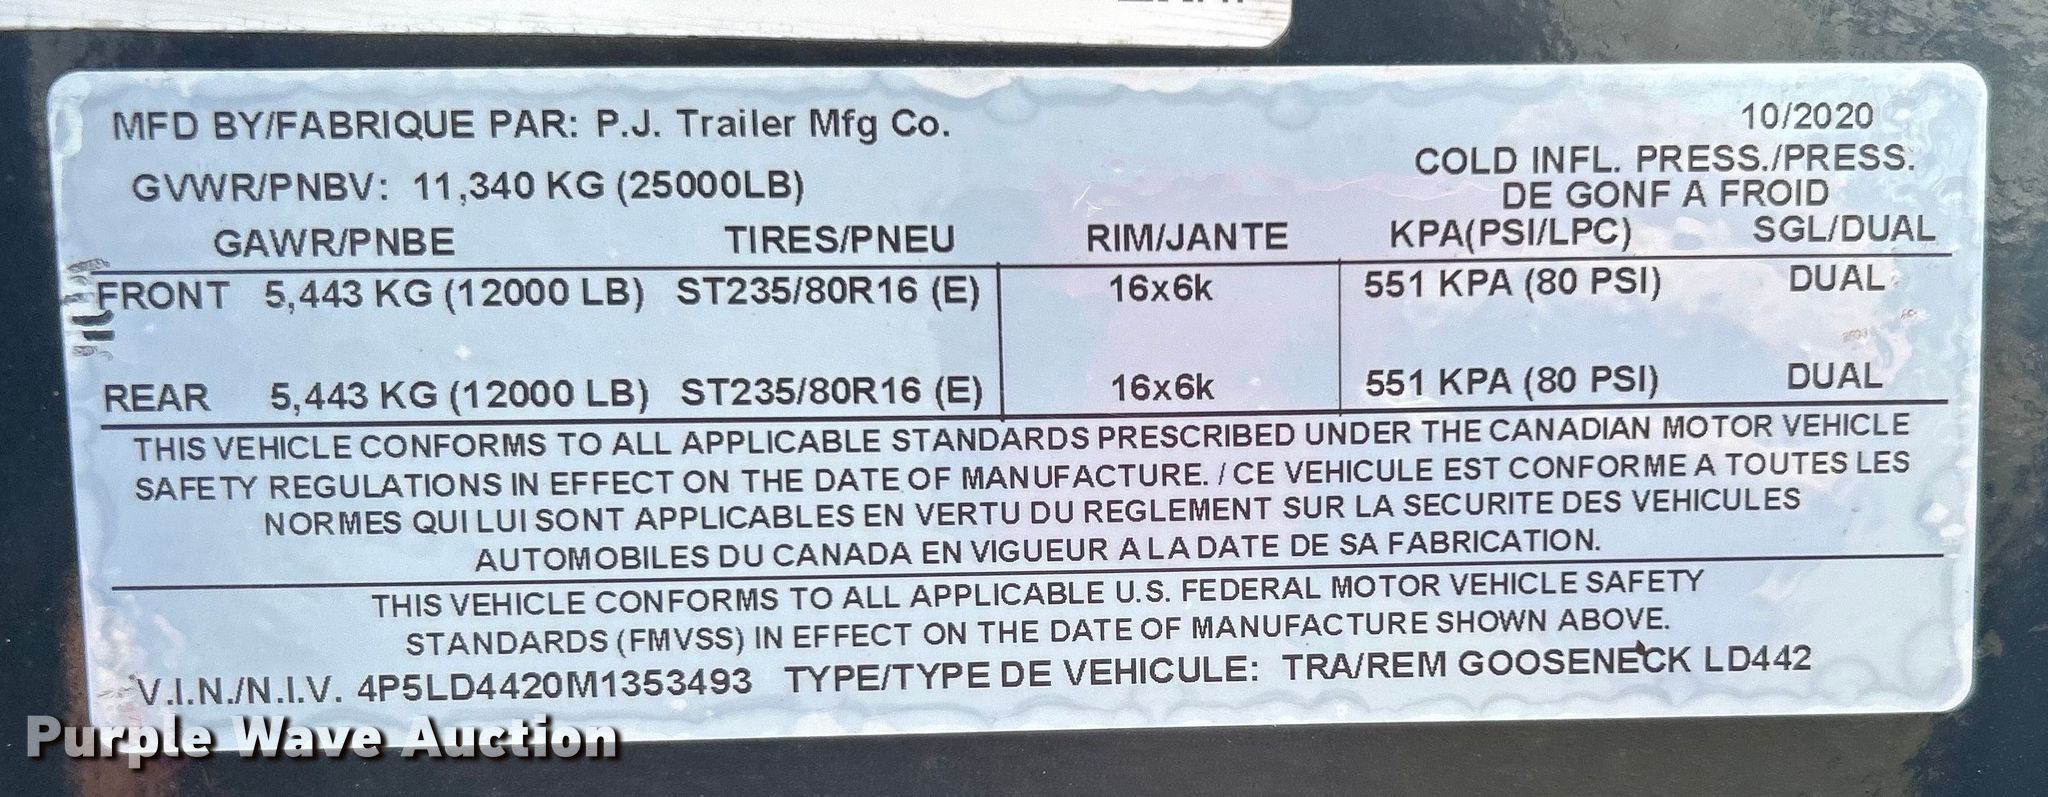 MFD BY/FABRIQUE PAR: P.J. Trailer Mfg Co.
10/2020
GVWR/PNBV: 11,340 KG (25000LB)
COLD INFL. PRESS./PRESS.
DE GONF A FROID
GAWR/PNBE TIRES/PNEU RIM/JANTE KPA(PSI/LPC) SGL/DUAL
FRONT 5,443 KG (12000 LB) ST235/80R16 (E) 16x6k 551 KPA (80 PSI) DUAL
REAR 5,443 KG (12000 LB) ST235/80R16 (E) 16x6k 551 KPA (80 PSI) DUAL
THIS VEHICLE CONFORMS TO ALL APPLICABLE STANDARDS PRESCRIBED UNDER THE CANADIAN MOTOR VEHICLE
SAFETY REGULATIONS IN EFFECT ON THE DATE OF MANUFACTURE. / CE VEHICULE EST CONFORME A TOUTES LES
NORMES QUI LUI SONT APPLICABLES EN VERTU DU REGLEMENT SUR LA SECURITE DES VEHICULES
AUTOMOBILES DU CANADA EN VIGUEUR A LA DATE DE SA FABRICATION.
THIS VEHICLE CONFORMS TO ALL APPLICABLE U.S. FEDERAL MOTOR VEHICLE SAFETY
STANDARDS (FMVSS) IN EFFECT ON THE DATE OF MANUFACTURE SHOWN ABOVE.
V.I.N./N.I.V. 4P5LD4420M1353493 TYPE/TYPE DE VEHICULE: TRA/REM GOOSENECK LD442
Purple Wave Auction